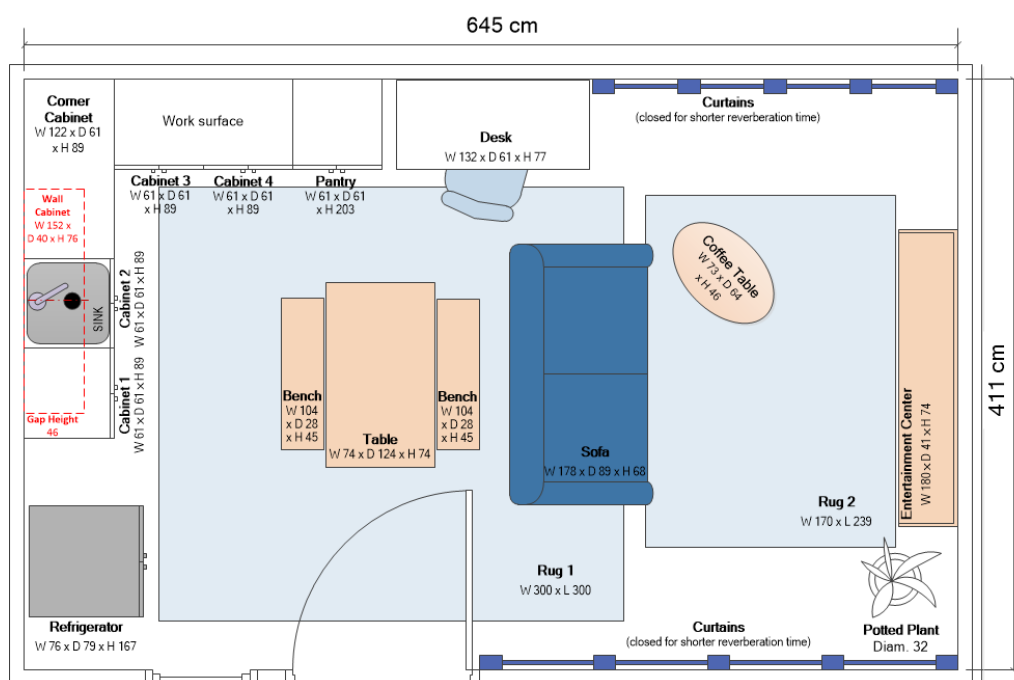 645 cm
Corner
Cabinet
W 122 x D 61
x H 89
Work surface
Desk
W 132 x D 61 x H 77
Curtains
(closed for shorter reverberation time)
Cabinet 3
W 61 x D 61
x H 89
Cabinet 4
W 61 x D 61
x H 89
Pantry
W 61 x D 61
x H 203
Wall
Cabinet
W 152 x
D 40 x H 76
SINK
Cabinet 2
W 61 x D 61 x H 89
Cabinet 1
W 61 x D 61 x H 89
Gap Height
46
Coffee Table
W 73 x D 64
x H 46
Bench
W 104
x D 28
x H 45
Table
W 74 x D 124 x H 74
Bench
W 104
x D 28
x H 45
Sofa
W 178 x D 89 x H 68
Entertainment Center
W 180 x D 41 x H 74
411 cm
Rug 2
W 170 x L 239
Rug 1
W 300 x L 300
Refrigerator
W 76 x D 79 x H 167
Curtains
(closed for shorter reverberation time)
Potted Plant
Diam. 32